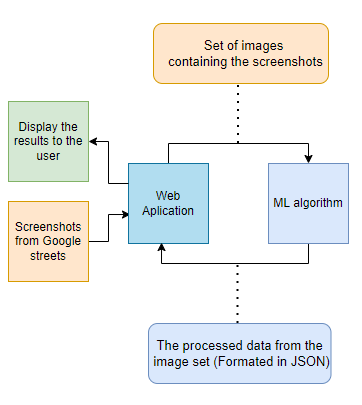 Set of images
containing the screenshots
Display the
results to the
user
Web
Aplication
ML algorithm
Screenshots
from Google
streets
The processed data from the
image set (Formated in JSON)